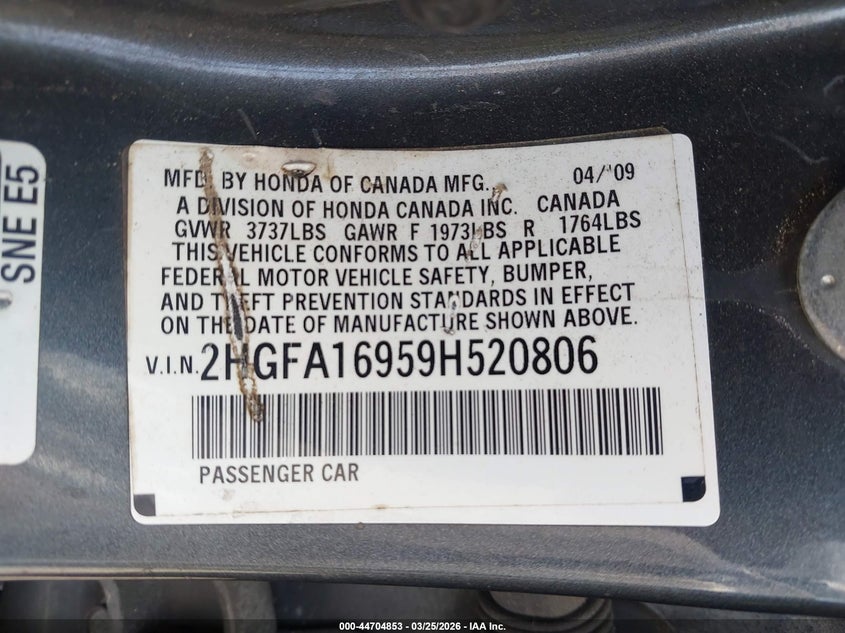 SNE E5
MFD. BY HONDA OF CANADA MFG., 04/'09
A DIVISION OF HONDA CANADA INC. CANADA
GVWR 3737LBS GAWR F 1973LBS R 1764LBS
THIS VEHICLE CONFORMS TO ALL APPLICABLE
FEDERAL MOTOR VEHICLE SAFETY, BUMPER,
AND THEFT PREVENTION STANDARDS IN EFFECT
ON THE DATE OF MANUFACTURE SHOWN ABOVE.
V.I.N. 2HGFA16959H520806
PASSENGER CAR
000-44704853 - 03/25/2026 - IAA Inc.